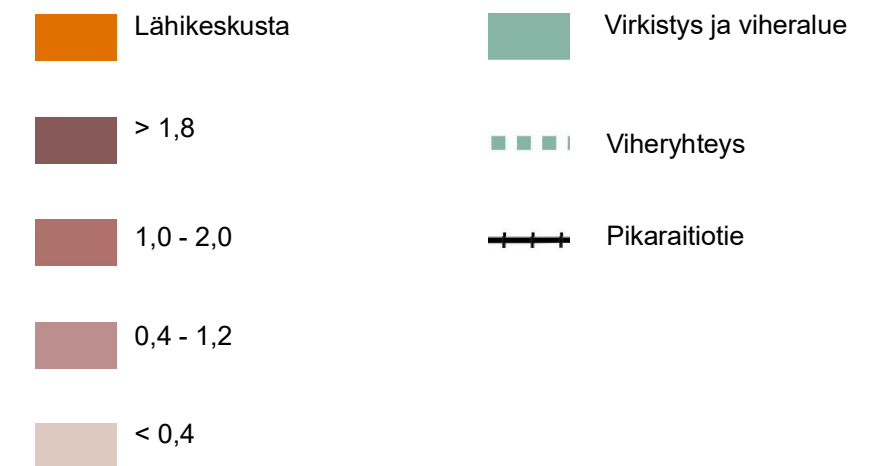 Lähikeskusta
> 1,8
1,0 - 2,0
0,4 - 1,2
< 0,4
Virkistys ja viheralue
Viheryhteys
Pikaraitiotie